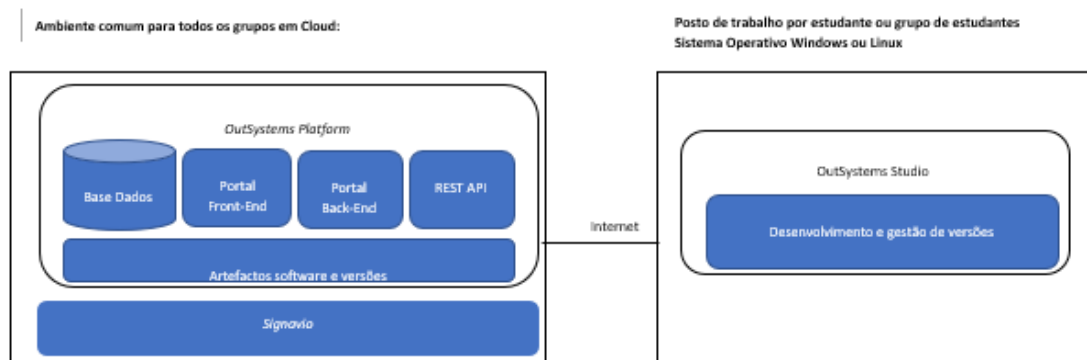 Ambiente comum para todos os grupos em Cloud:
Posto de trabalho por estudante ou grupo de estudantes
Sistema Operativo Windows ou Linux
OutSystems Platform
Base Dados
Portal
Front-End
Portal
Back-End
REST API
Artefactos software e versões
Signavio
Internet
OutSystems Studio
Desenvolvimento e gestão de versões